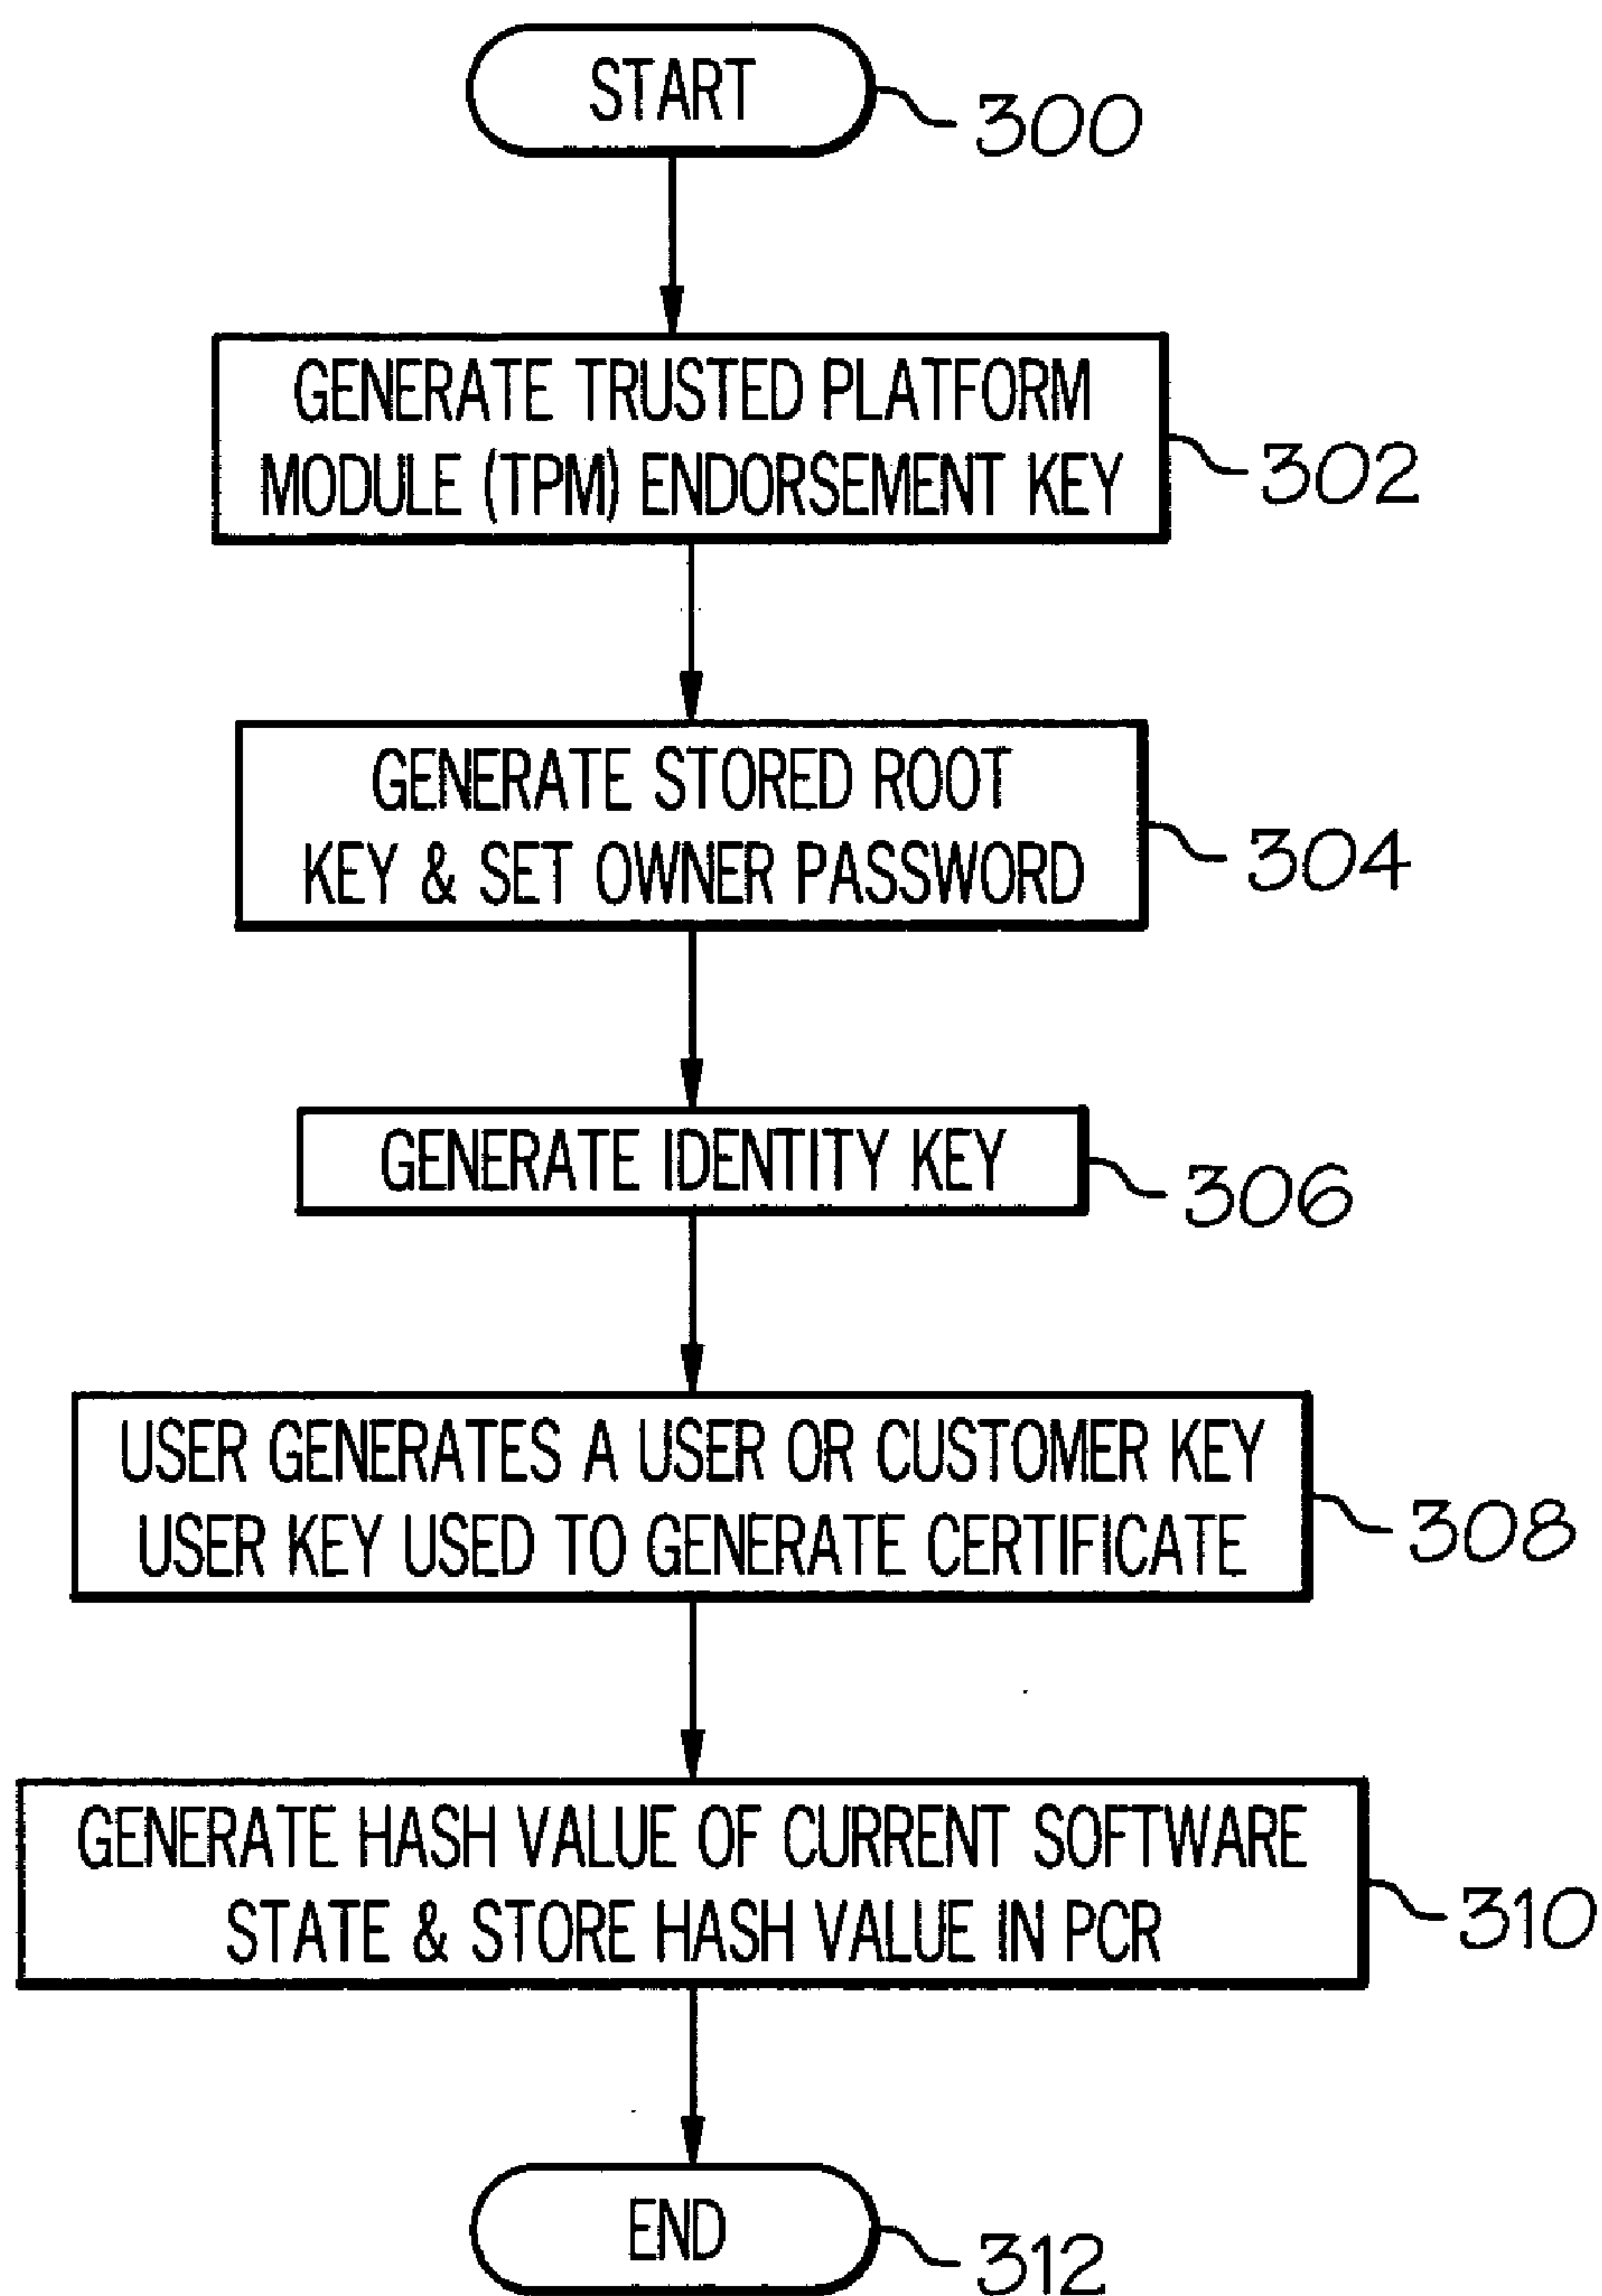 START
300
GENERATE TRUSTED PLATFORM
MODULE (TPM) ENDORSEMENT KEY
302
GENERATE STORED ROOT
KEY & SET OWNER PASSWORD
304
GENERATE IDENTITY KEY
306
USER GENERATES A USER OR CUSTOMER KEY
USER KEY USED TO GENERATE CERTIFICATE
308
GENERATE HASH VALUE OF CURRENT SOFTWARE
STATE & STORE HASH VALUE IN PCR
310
END
312